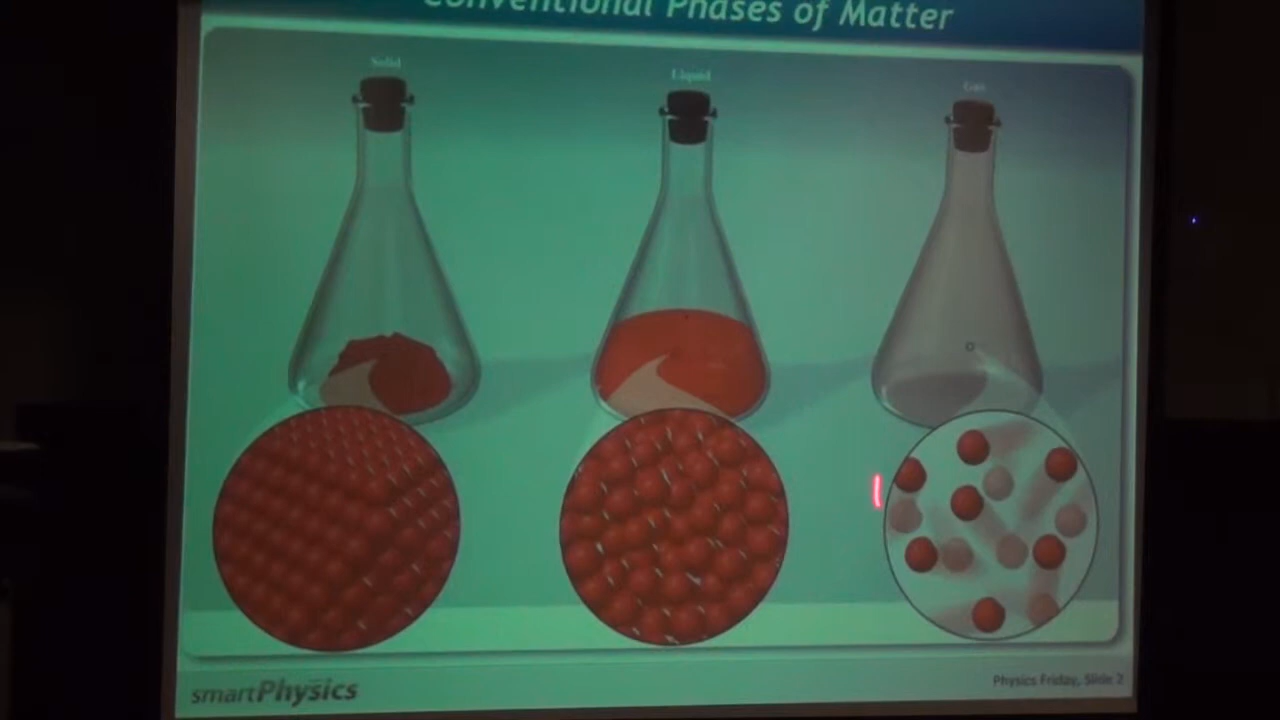 Conventional Phases of Matter
Solid
Liquid
Gas
smartPhysics
Physics Friday, Slide 2